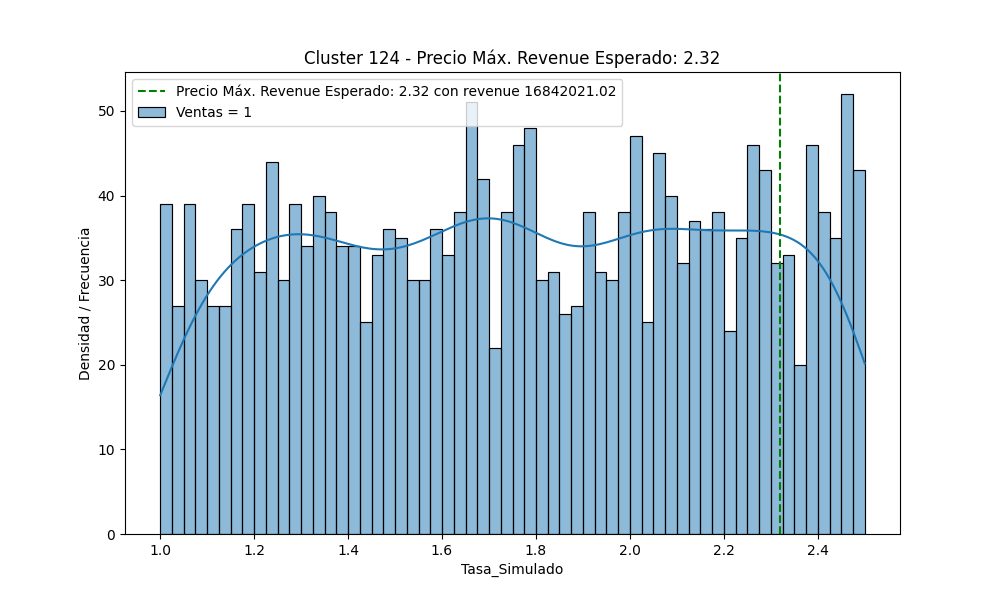 Cluster 124 - Precio Máx. Revenue Esperado: 2.32
Precio Máx. Revenue Esperado: 2.32 con revenue 16842021.02
Ventas = 1
Densidad / Frecuencia
50
40
30
20
10
0
1.0 1.2 1.4 1.6 1.8 2.0 2.2 2.4
Tasa_Simulado